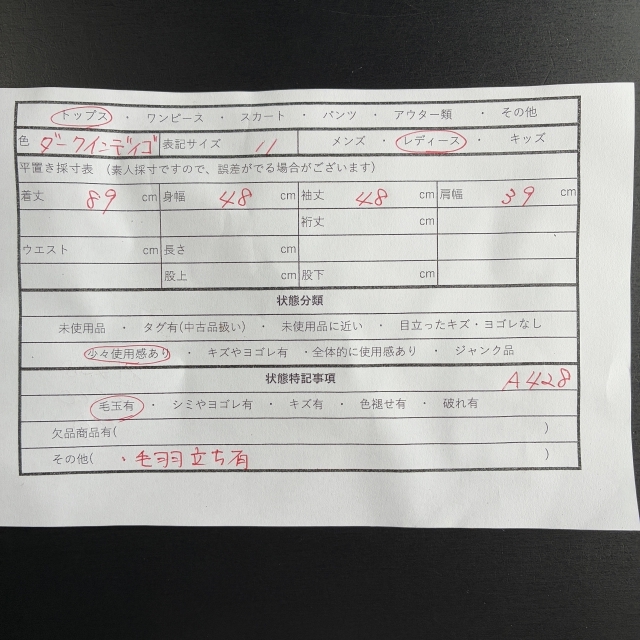 トップス ・ ワンピース ・ スカート ・ パンツ ・ アウター類 ・ その他
色 ダークインディゴ 表記サイズ 11 メンズ ・ レディース ・ キッズ
平置き採寸表 (素人採寸ですので、誤差がでる場合がございます)
着丈 89 cm 身幅 48 cm 袖丈 48 cm 肩幅 39 cm
裄丈 cm
ウエスト cm 長さ cm
股上 cm 股下 cm
状態分類
未使用品 ・ タグ有(中古品扱い) ・ 未使用品に近い ・ 目立ったキズ・ヨゴレなし
少々使用感あり ・ キズやヨゴレ有 ・全体的に使用感あり ・ ジャンク品
状態特記事項 A428
毛玉有 ・ シミやヨゴレ有 ・ キズ有 ・ 色褪せ有 ・ 破れ有
欠品商品有( )
その他( ・毛羽立ち有 )